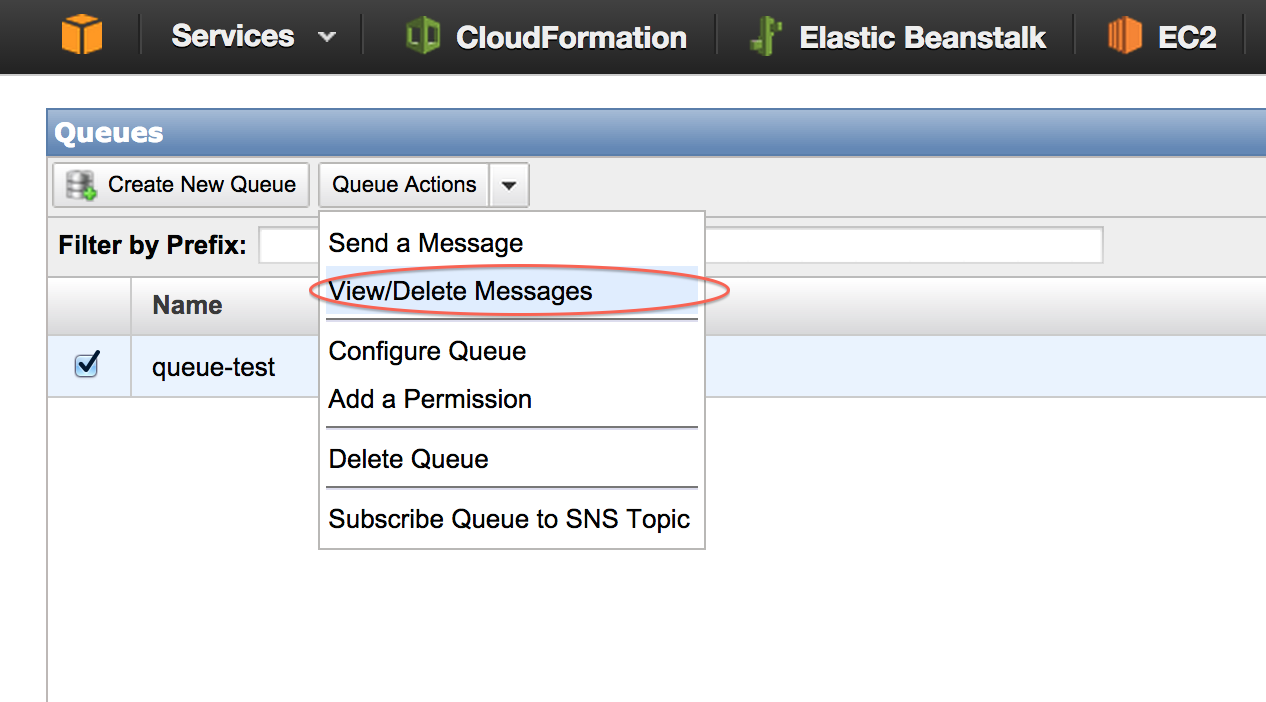 Services CloudFormation Elastic Beanstalk EC2
Queues
Create New Queue Queue Actions
Filter by Prefix:
Send a Message
View/Delete Messages
Name
Configure Queue
queue-test
Add a Permission
Delete Queue
Subscribe Queue to SNS Topic